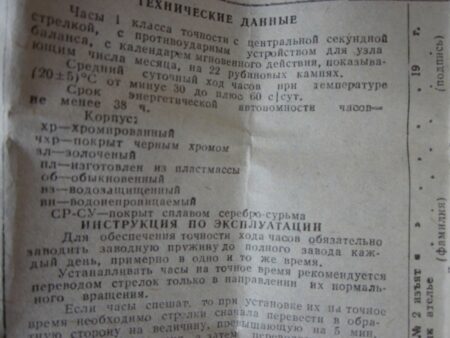 ТЕХНИЧЕСКИЕ ДАННЫЕ
Часы 1 класса точности с центральной секундной
стрелкой, с противоударным устройством для узла
баланса, с календарем мгновенного действия, показыва-
ющим числа месяца, на 22 рубиновых камнях.
Средний суточный ход часов при температуре
(20±5)°С от минус 30 до плюс 60 с/сут.
Срок энергетической автономности часов—
не менее 38 ч.
Корпус:
хр—хромированный
чхр—покрыт черным хромом
зл—золоченый
пл—изготовлен из пластмассы
об—обыкновенный
вз—водозащищенный
вн—водонепроницаемый
СР-СУ—покрыт сплавом серебро-сурьма
ИНСТРУКЦИЯ ПО ЭКСПЛУАТАЦИИ
Для обеспечения точности хода часов обязательно
заводить заводную пружину до полного завода каж-
дый день, примерно в одно и то же время.
Устанавливать часы на точное время рекомендуется
переводом стрелок только в направлении их нормаль-
ного вращения.
Если часы спешат, то при установке их на точное
время необходимо стрелки сначала перевести в обра-
тную сторону на величину, превышающую на 5 мин.
а затем
№ 2 изъят « » 19 г.
ик ателье
(фамилия) (подпись)